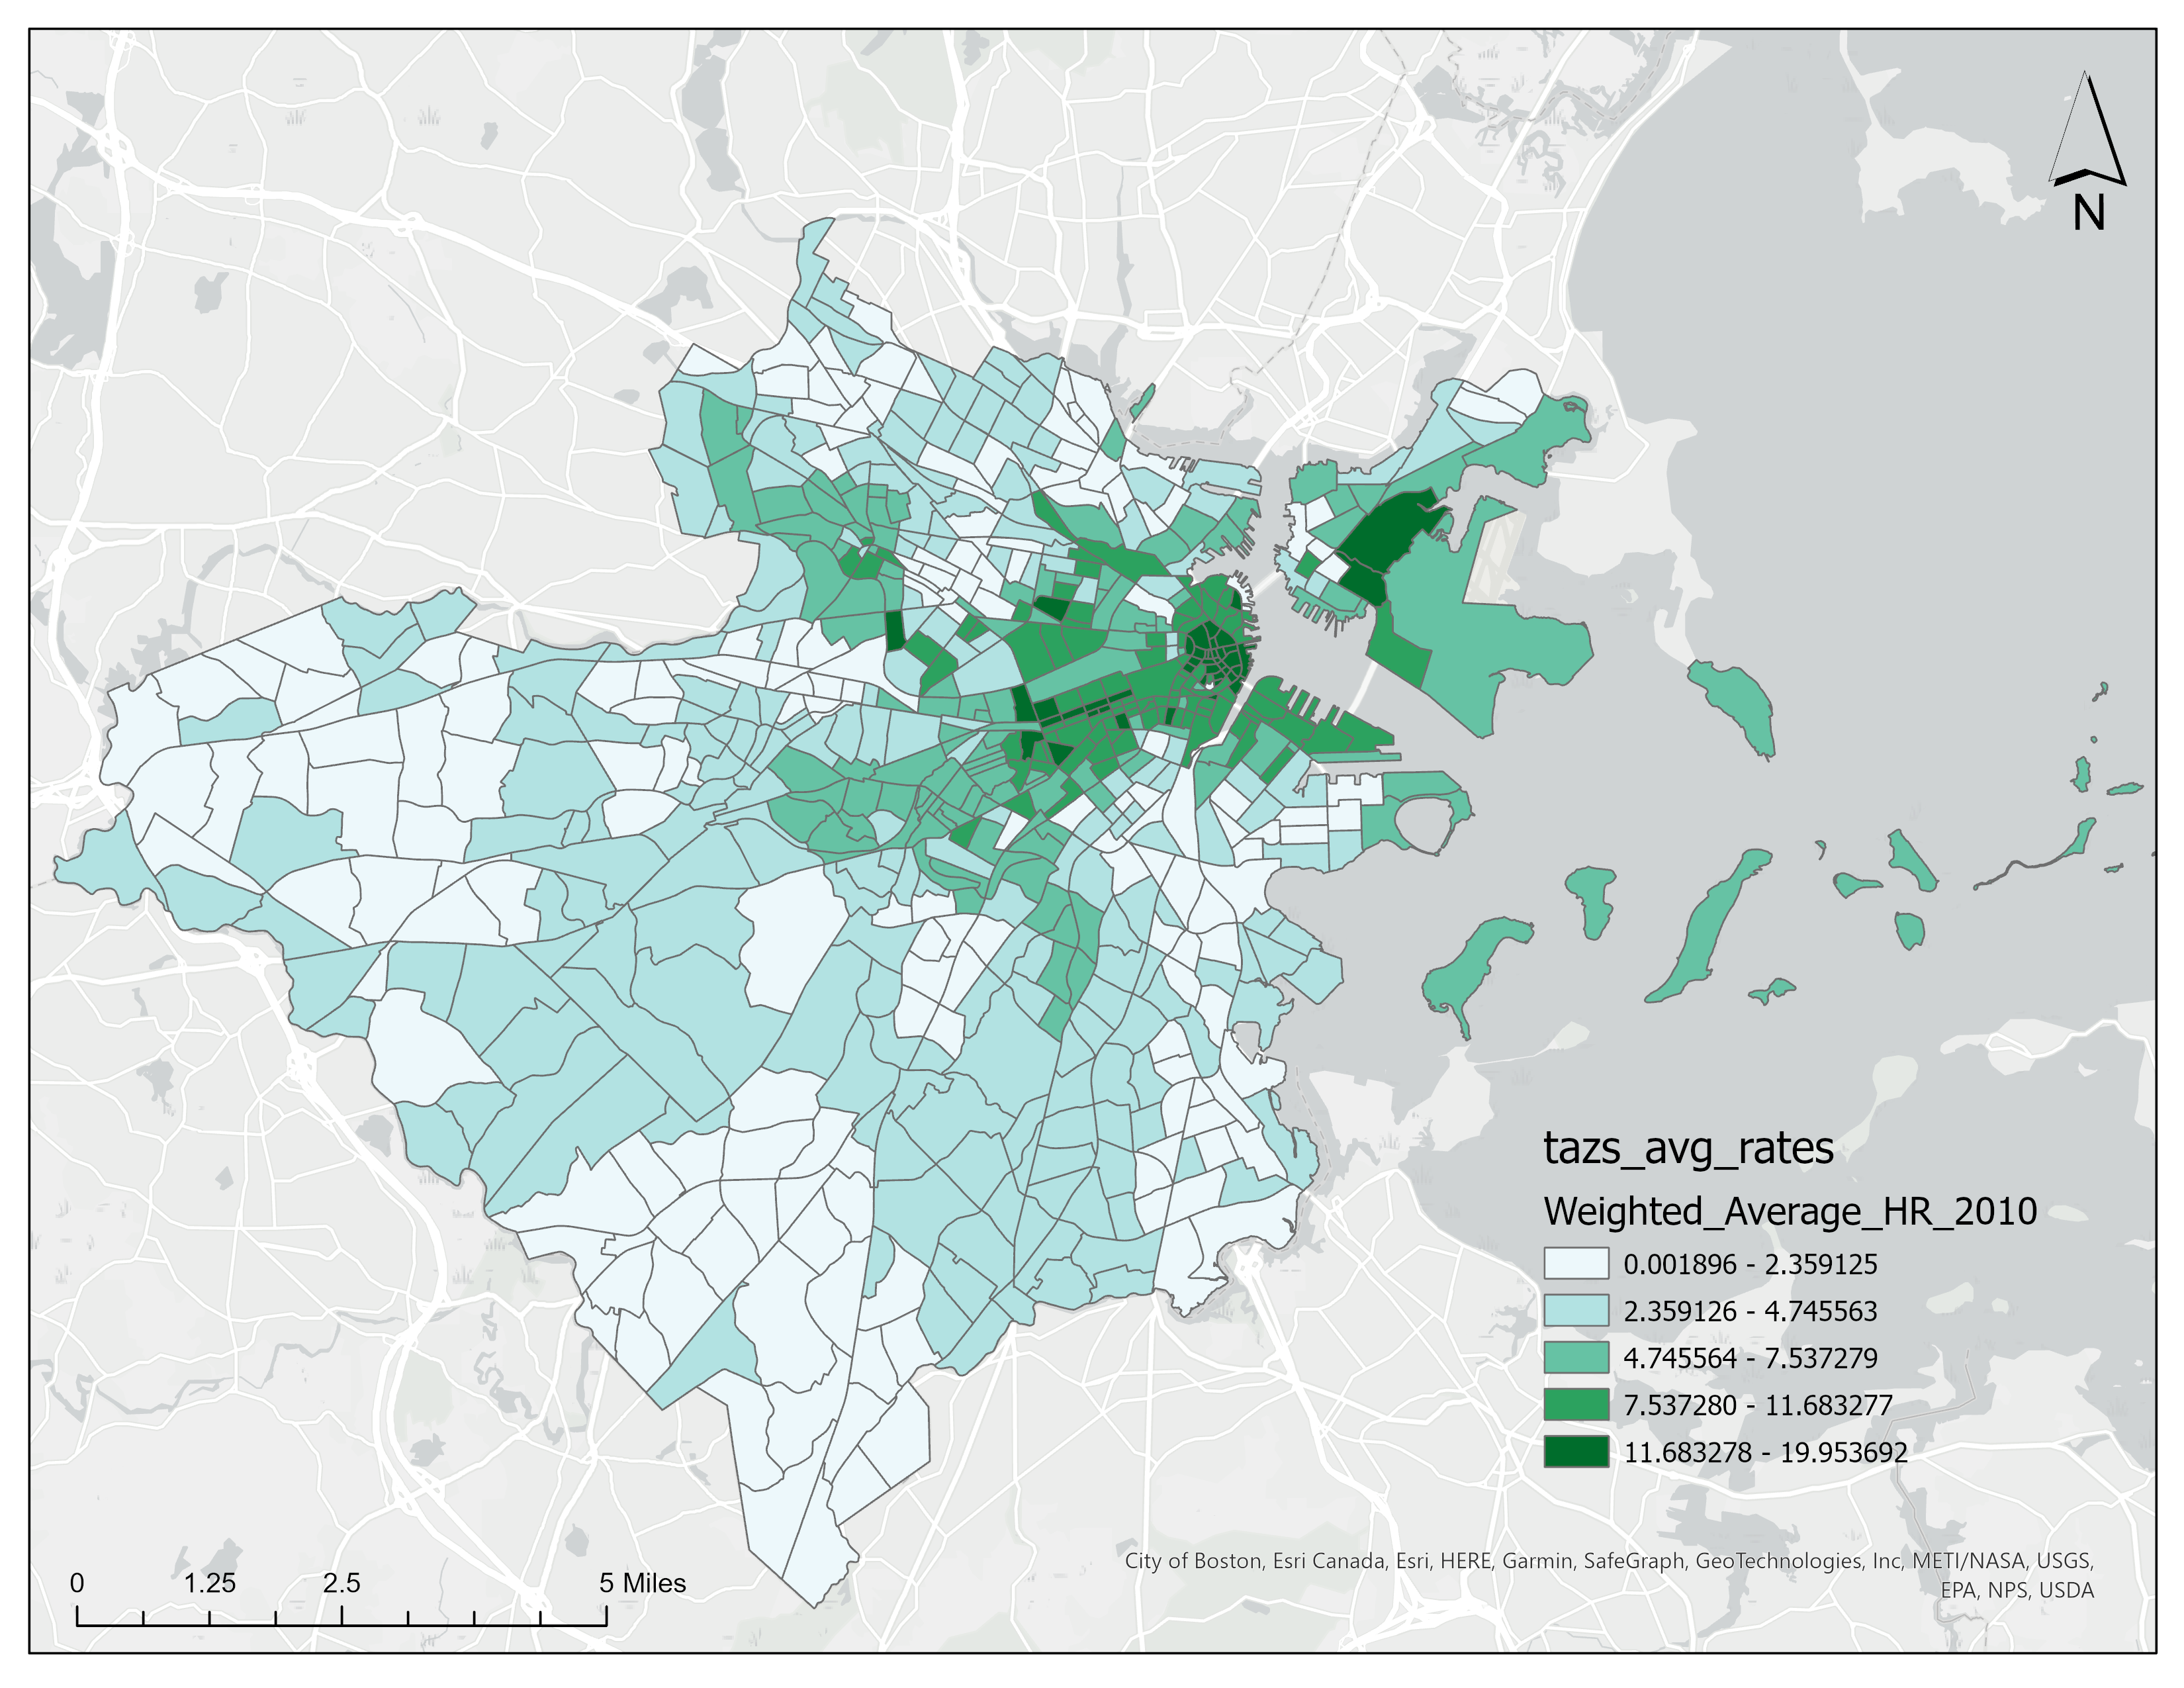 N
tazs_avg_rates
Weighted_Average_HR_2010
0.001896 - 2.359125
2.359126 - 4.745563
4.745564 - 7.537279
7.537280 - 11.683277
11.683278 - 19.953692
City of Boston, Esri Canada, Esri, HERE, Garmin, SafeGraph, GeoTechnologies, Inc, METI/NASA, USGS,
EPA, NPS, USDA
0 1.25 2.5 5 Miles